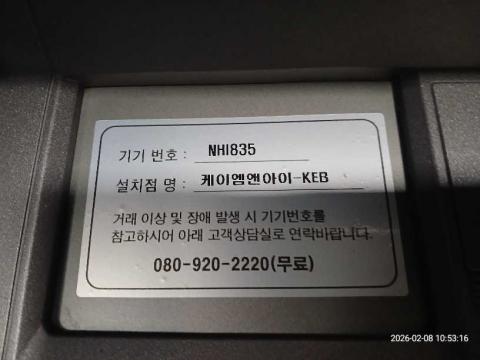 기기 번호 : NH1835
설치점 명 : 케이엠엔아이-KEB
거래 이상 및 장애 발생 시 기기번호를
참고하시어 아래 고객상담실로 연락바랍니다.
080-920-2220(무료)
2026-02-08 10:53:16